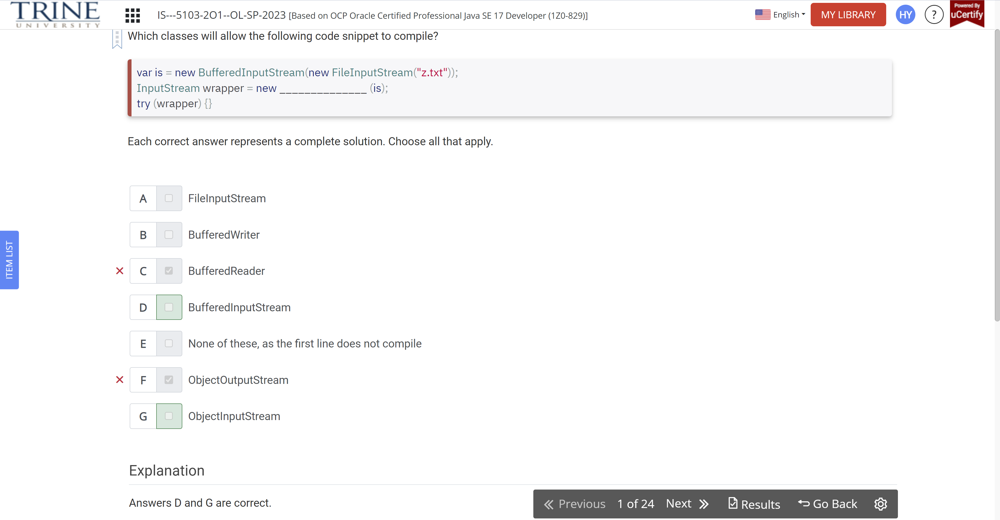 TRINE
UNIVERSITY
IS---5103-2O1--OL-SP-2023 [Based on OCP Oracle Certified Professional Java SE 17 Developer (1Z0-829)]
English
MY LIBRARY
HY
?
Powered By
uCertify
Which classes will allow the following code snippet to compile?
var is = new BufferedInputStream(new FileInputStream("z.txt"));
InputStream wrapper = new ______________ (is);
try (wrapper) {}
Each correct answer represents a complete solution. Choose all that apply.
A FileInputStream
B BufferedWriter
C BufferedReader
D BufferedInputStream
E None of these, as the first line does not compile
F ObjectOutputStream
G ObjectInputStream
ITEM LIST
Explanation
Answers D and G are correct.
Previous 1 of 24 Next Results Go Back